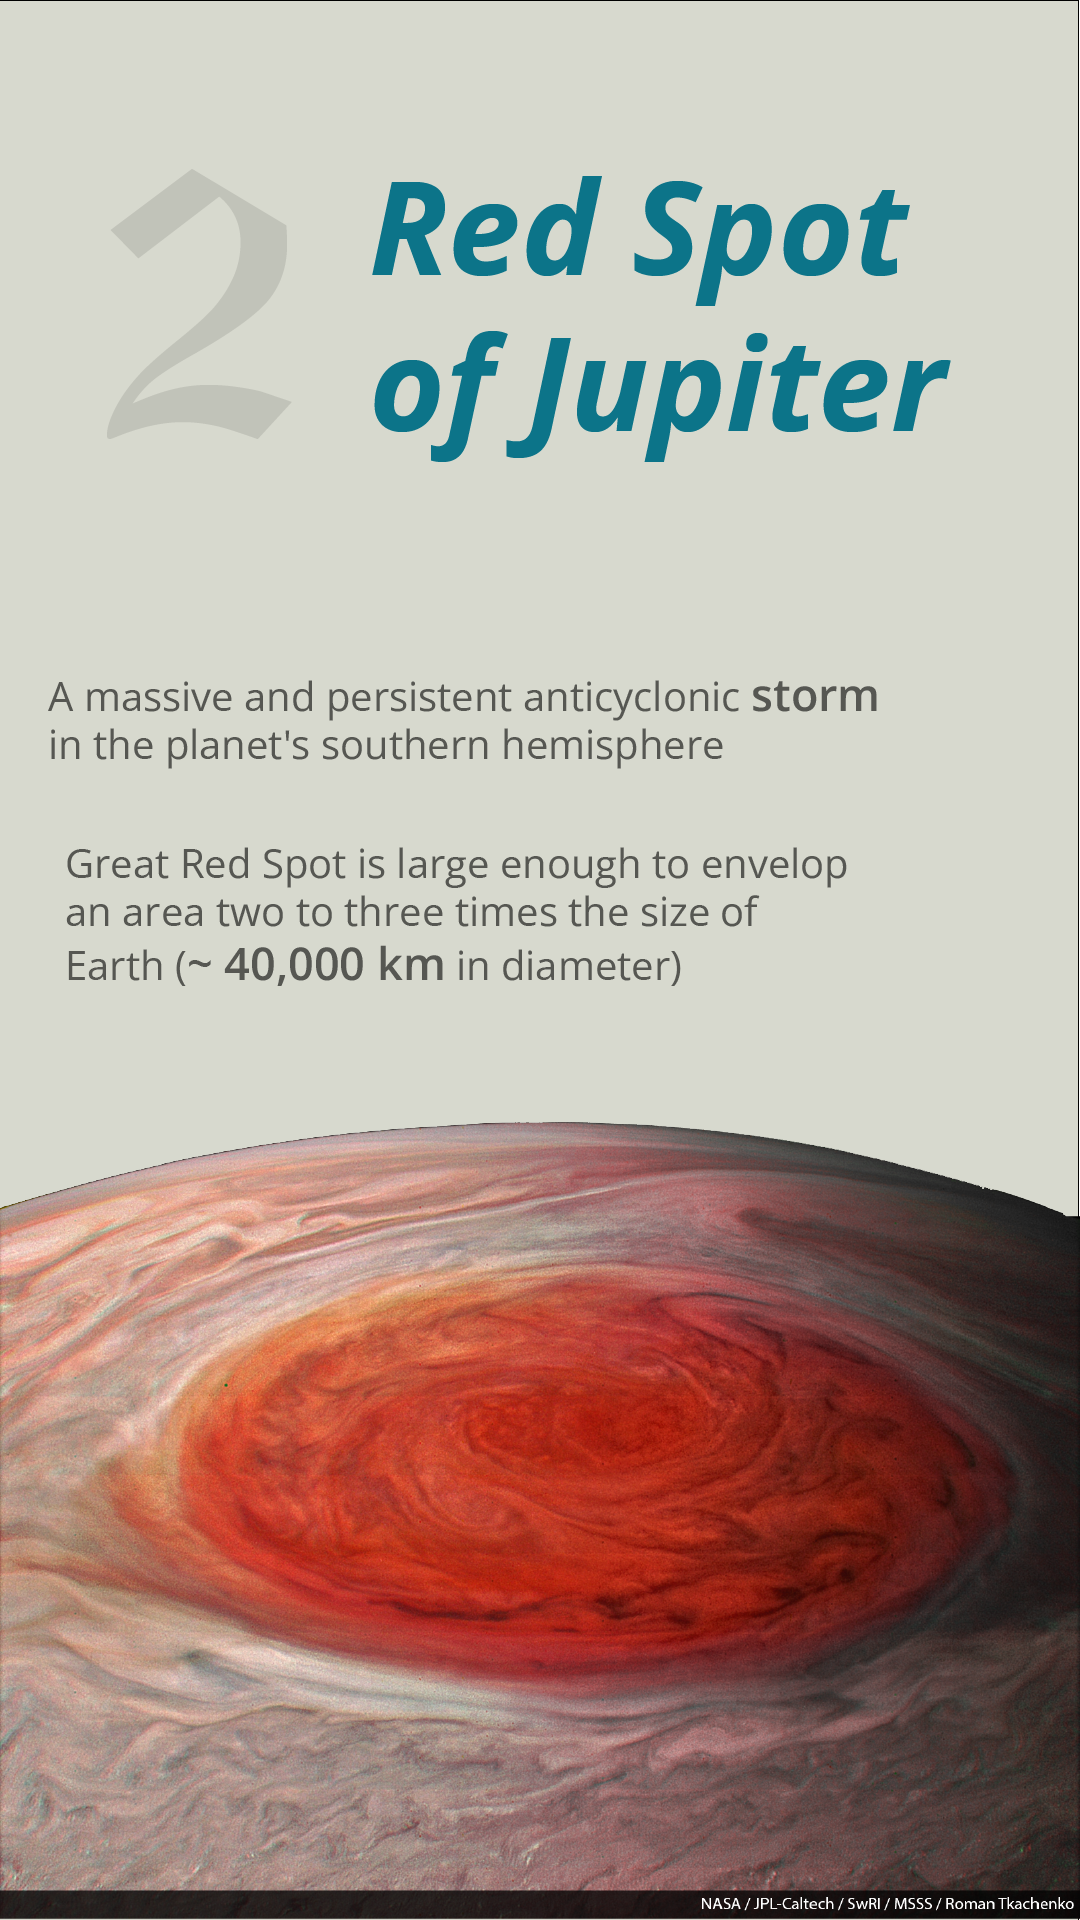 2
Red Spot
of Jupiter
A massive and persistent anticyclonic storm
in the planet's southern hemisphere
Great Red Spot is large enough to envelop
an area two to three times the size of
Earth (~ 40,000 km in diameter)
NASA / JPL-Caltech / SwRI / MSSS / Roman Tkachenko